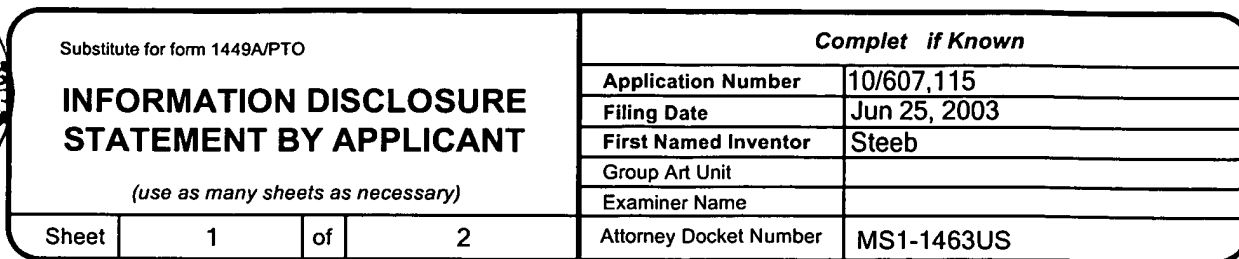 Substitute for form 1449A/PTO
INFORMATION DISCLOSURE
STATEMENT BY APPLICANT
(use as many sheets as necessary)
Sheet 1 of 2
Complet if Known
Application Number 10/607,115
Filing Date Jun 25, 2003
First Named Inventor Steeb
Group Art Unit
Examiner Name
Attorney Docket Number MS1-1463US